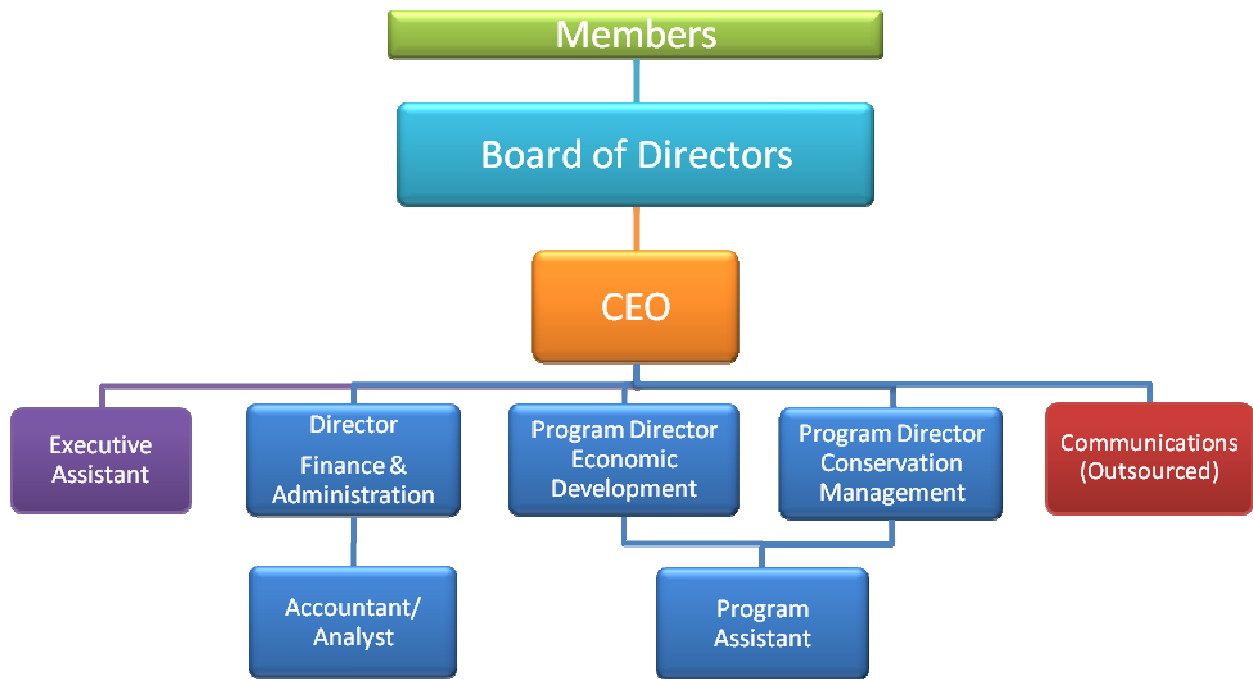 Members
Board of Directors
CEO
Executive
Assistant
Director
Finance &
Administration
Program Director
Economic
Development
Program Director
Conservation
Management
Communications
(Outsourced)
Accountant/
Analyst
Program
Assistant